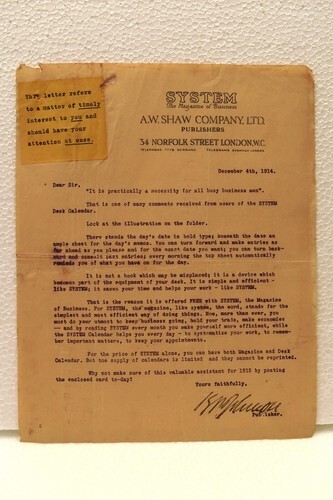 This letter refers
to a matter of timely
interest to you and
should have your
attention at once.
SYSTEM
The Magazine of Business
A.W. SHAW COMPANY, LTD.
PUBLISHERS
34 NORFOLK STREET LONDON, W.C.
December 4th, 1914.
Dear Sir,
"It is practically a necessity for all busy business men".
That is one of many comments received from users of the SYSTEM
Desk Calendar.
Look at the illustration on the folder.
There stands the day's date in bold type; beneath the date an
ample sheet for the day's memos. You can turn forward and make entries as
far ahead as you please and for the exact date you want; you can turn back-
ward and consult past entries; every morning the top sheet automatically
reminds you of what you have on for the day.
It is not a book which may be misplaced; it is a device which
becomes part of the equipment of your desk. It is simple and efficient-
like SYSTEM; it saves your time and helps your work - like SYSTEM.
That is the reason it is offered FREE with SYSTEM, the Magazine
of Business. For SYSTEM, the magazine, like system, the word, stands for the
simplest and most efficient way of doing things. Now, more than ever, you
must do your utmost to keep business going, hold your trade, make economies
- and by reading SYSTEM every month you make yourself more efficient, while
the SYSTEM Calendar helps you every day - to systematize your work, to remem-
ber important matters, to keep your appointments.
For the price of SYSTEM alone, you can have both Magazine and Desk
Calendar. But the supply of calendars is limited and they cannot be reprinted.
Why not make sure of this valuable assistant for 1915 by posting
the enclosed card to-day?
Yours faithfully,
Publisher.